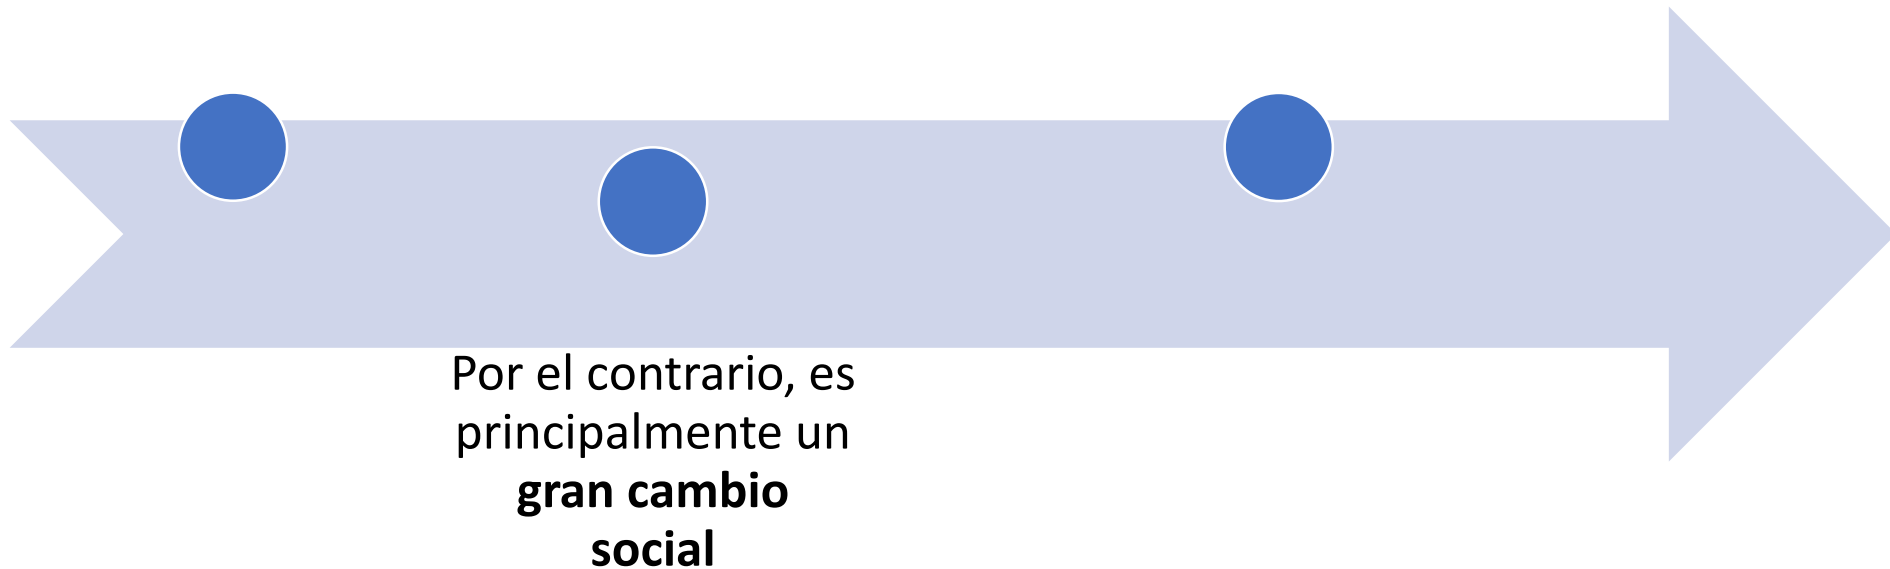 Por el contrario, es
principalmente un
gran cambio
social